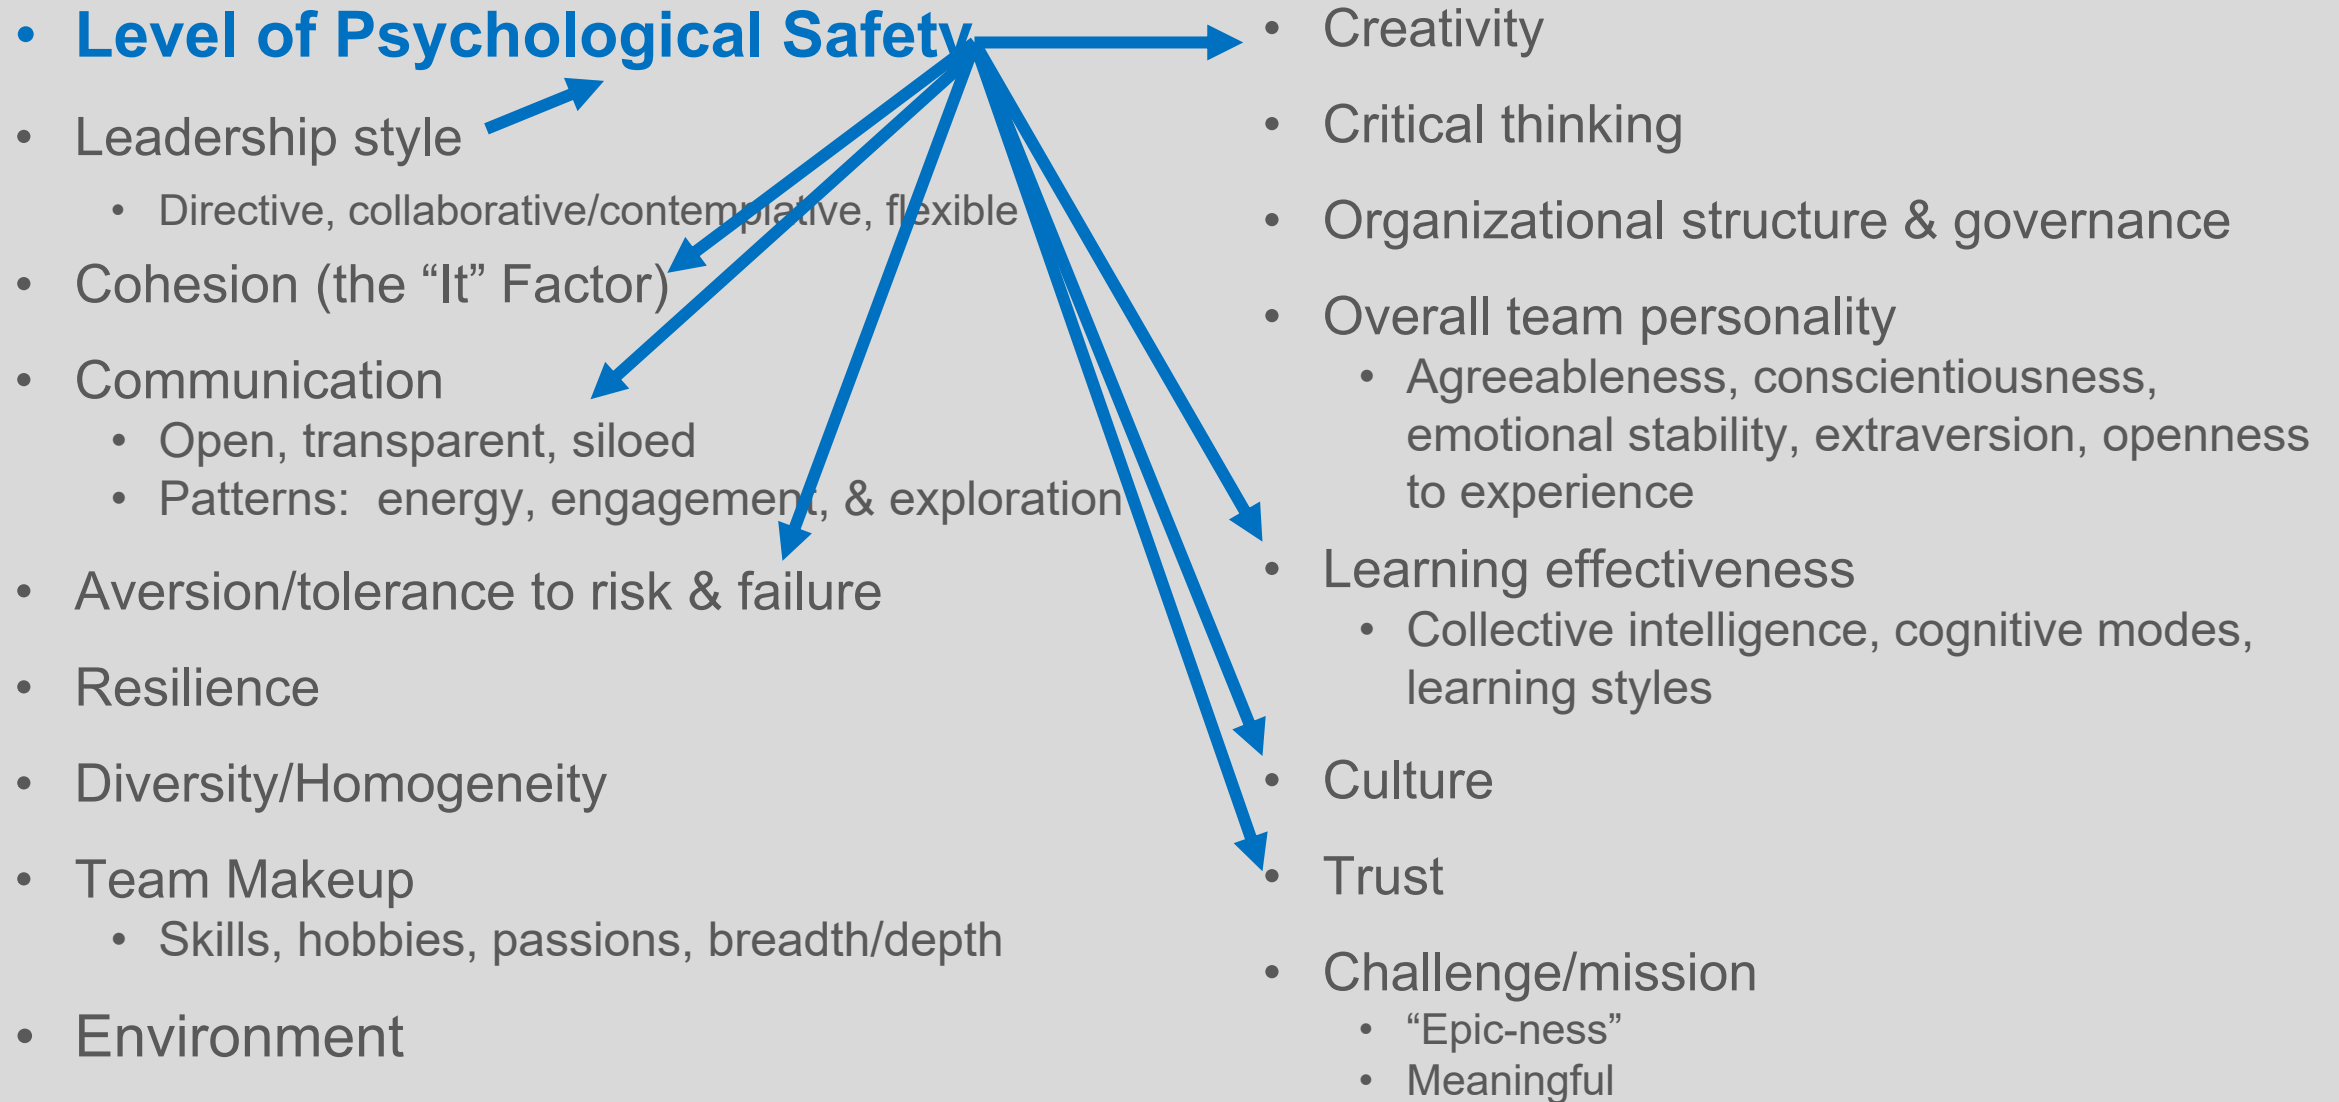 • Level of Psychological Safety
• Leadership style
• Directive, collaborative/contemplative, flexible
• Cohesion (the “It” Factor)
• Communication
• Open, transparent, siloed
• Patterns:  energy, engagement, & exploration
• Aversion/tolerance to risk & failure
• Resilience
• Diversity/Homogeneity
• Team Makeup
• Skills, hobbies, passions, breadth/depth
• Environment
• Creativity
• Critical thinking
• Organizational structure & governance
• Overall team personality
• Agreeableness, conscientiousness,
emotional stability, extraversion, openness
to experience
• Learning effectiveness
• Collective intelligence, cognitive modes,
learning styles
• Culture
• Trust
• Challenge/mission
• “Epic-ness”
• Meaningful